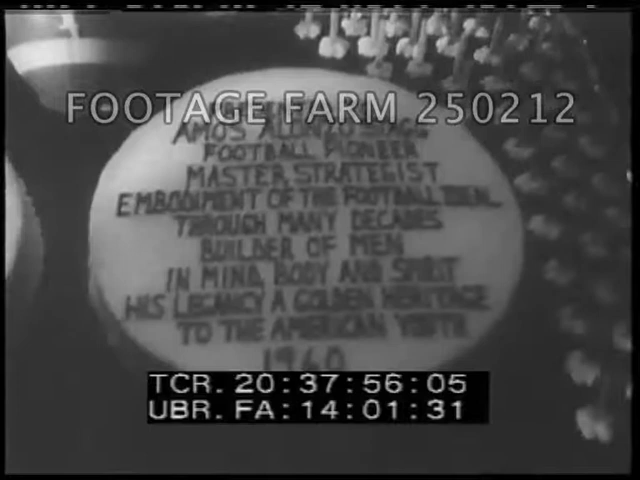 FOOTAGE FARM 250212
AMOS ALONZO STAGG
FOOTBALL PIONEER
MASTER STRATEGIST
EMBODIMENT OF THE FOOTBALL IDEAL
THROUGH MANY DECADES
BUILDER OF MEN
IN MIND, BODY AND SPIRIT
HIS LEGACY A GOLDEN HERITAGE
TO THE AMERICAN YOUTH
1960
TCR. 20:37:56:05
UBR. FA:14:01:31